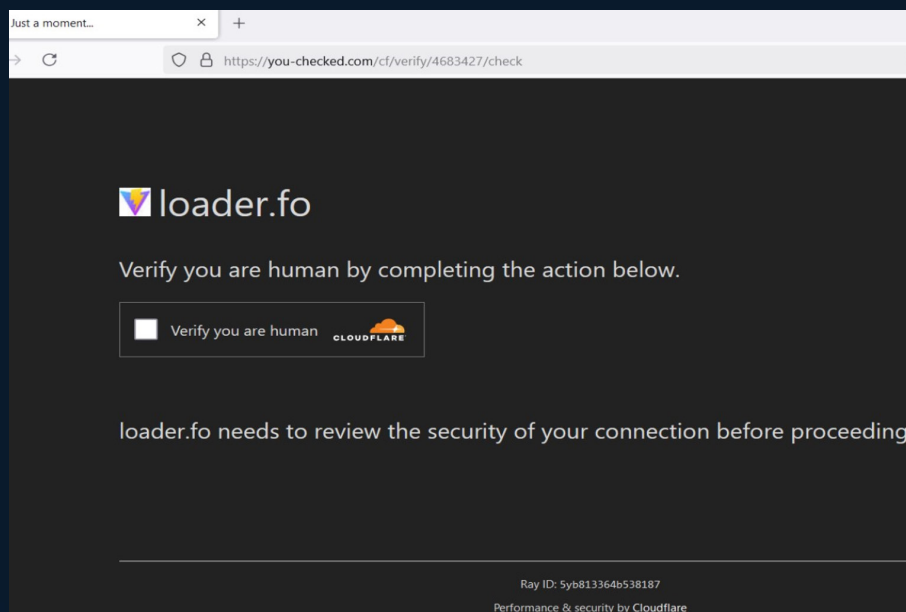 Just a moment...
https://you-checked.com/cf/verify/4683427/check
loader.fo
Verify you are human by completing the action below.
Verify you are human
CLOUDFLARE
loader.fo needs to review the security of your connection before proceeding
Ray ID: 5yb813364b538187
Performance & security by Cloudflare